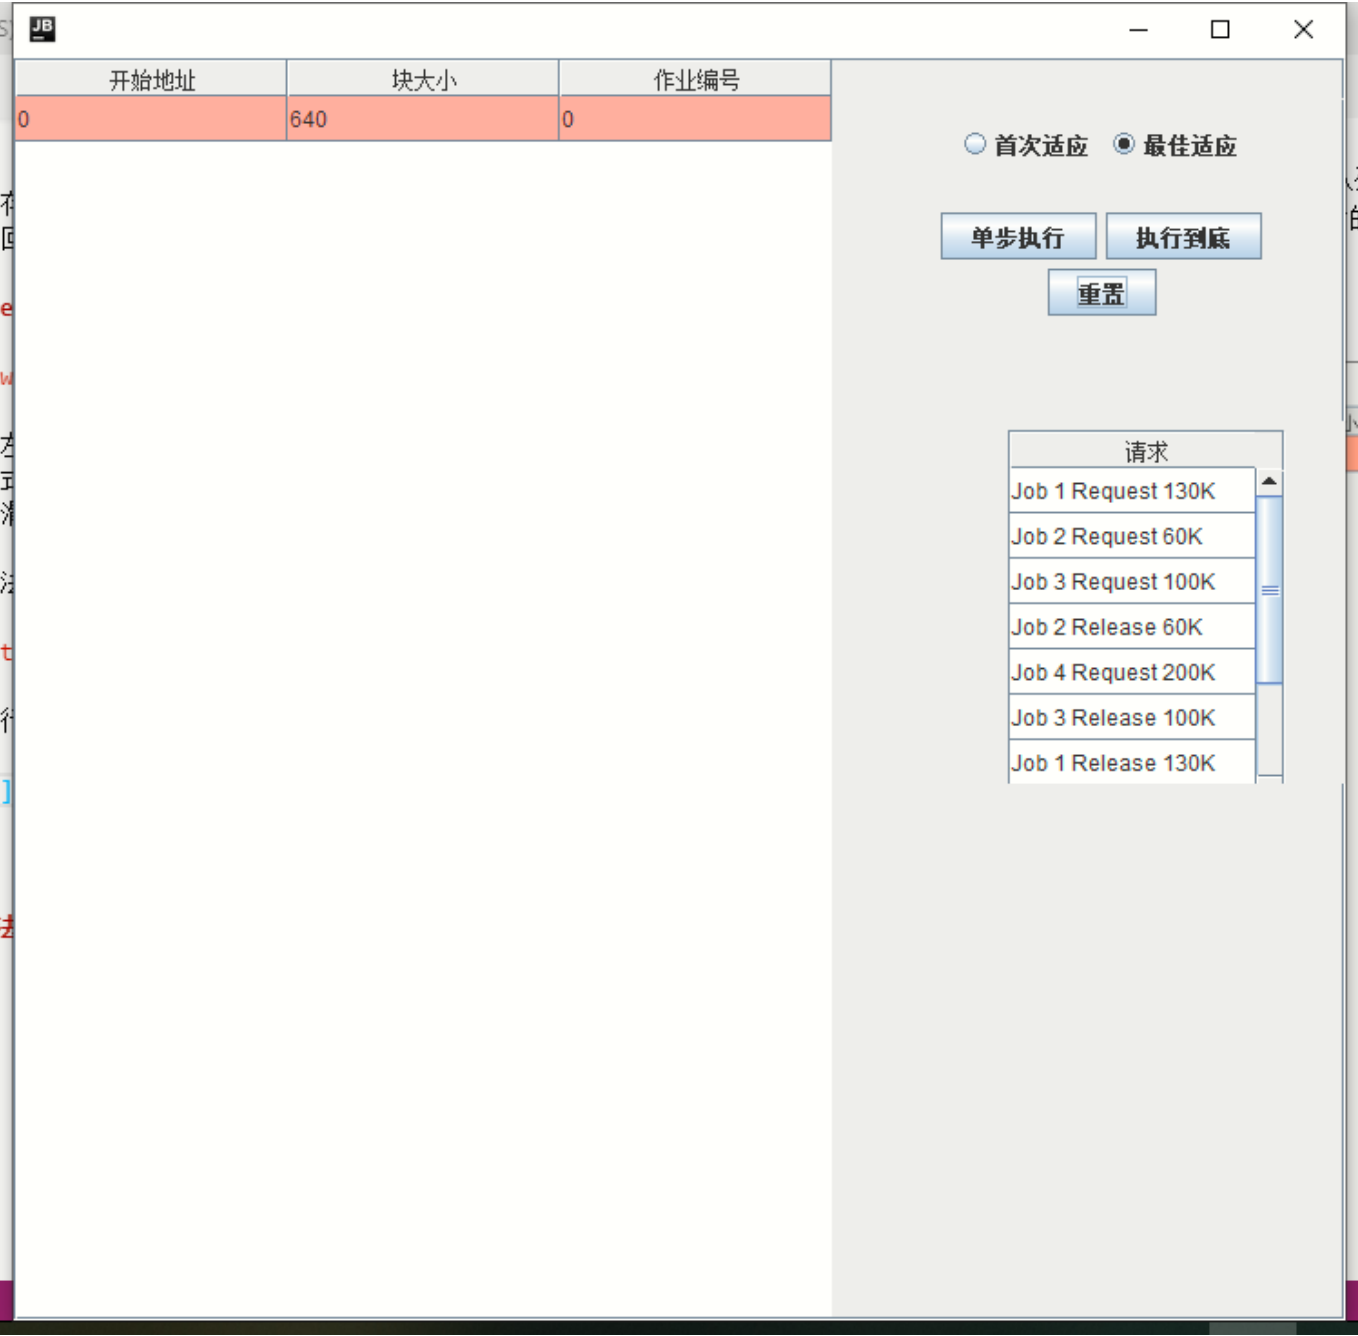 JB
开始地址 块大小 作业编号
0 640 0
首次适应 最佳适应
单步执行 执行到底
重置
请求
Job 1 Request 130K
Job 2 Request 60K
Job 3 Request 100K
Job 2 Release 60K
Job 4 Request 200K
Job 3 Release 100K
Job 1 Release 130K